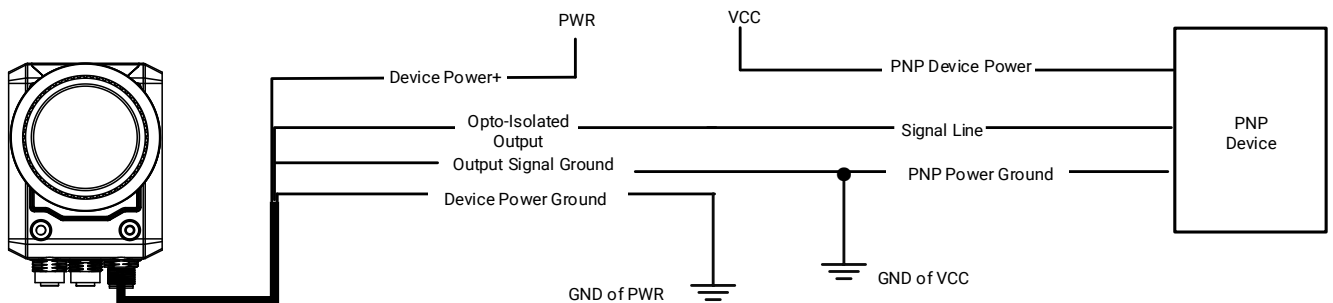 PWR
VCC
Device Power+
PNP Device Power
Opto-Isolated
Output
Signal Line
PNP
Device
Output Signal Ground
PNP Power Ground
Device Power Ground
GND of PWR
GND of VCC